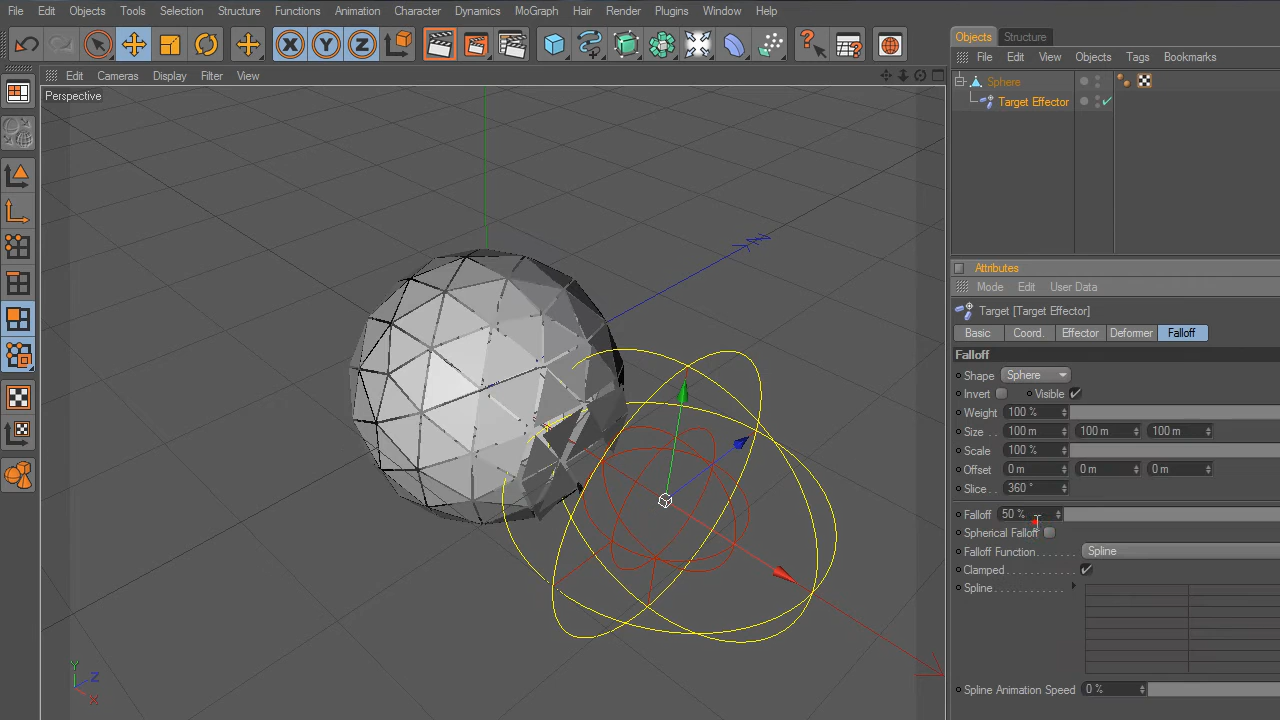 File Edit Objects Tools Selection Structure Functions Animation Character Dynamics MoGraph Hair Render Plugins Window Help
X Y Z
Objects Structure
File Edit View Objects Tags Bookmarks
Edit Cameras Display Filter View
Perspective
Sphere
Target Effector
Attributes
Mode Edit User Data
Target [Target Effector]
Basic Coord. Effector Deformer Falloff
Falloff
Shape Sphere
Invert Visible
Weight 100 %
Size . . 100 m 100 m 100 m
Scale 100 %
Offset 0 m 0 m 0 m
Slice . . 360 °
Falloff 50 %
Spherical Falloff
Falloff Function . . . . . . Spline
Clamped . . . . . . . . . . . .
Spline . . . . . . . . . . . . .
Spline Animation Speed 0 %
Y
Z
X